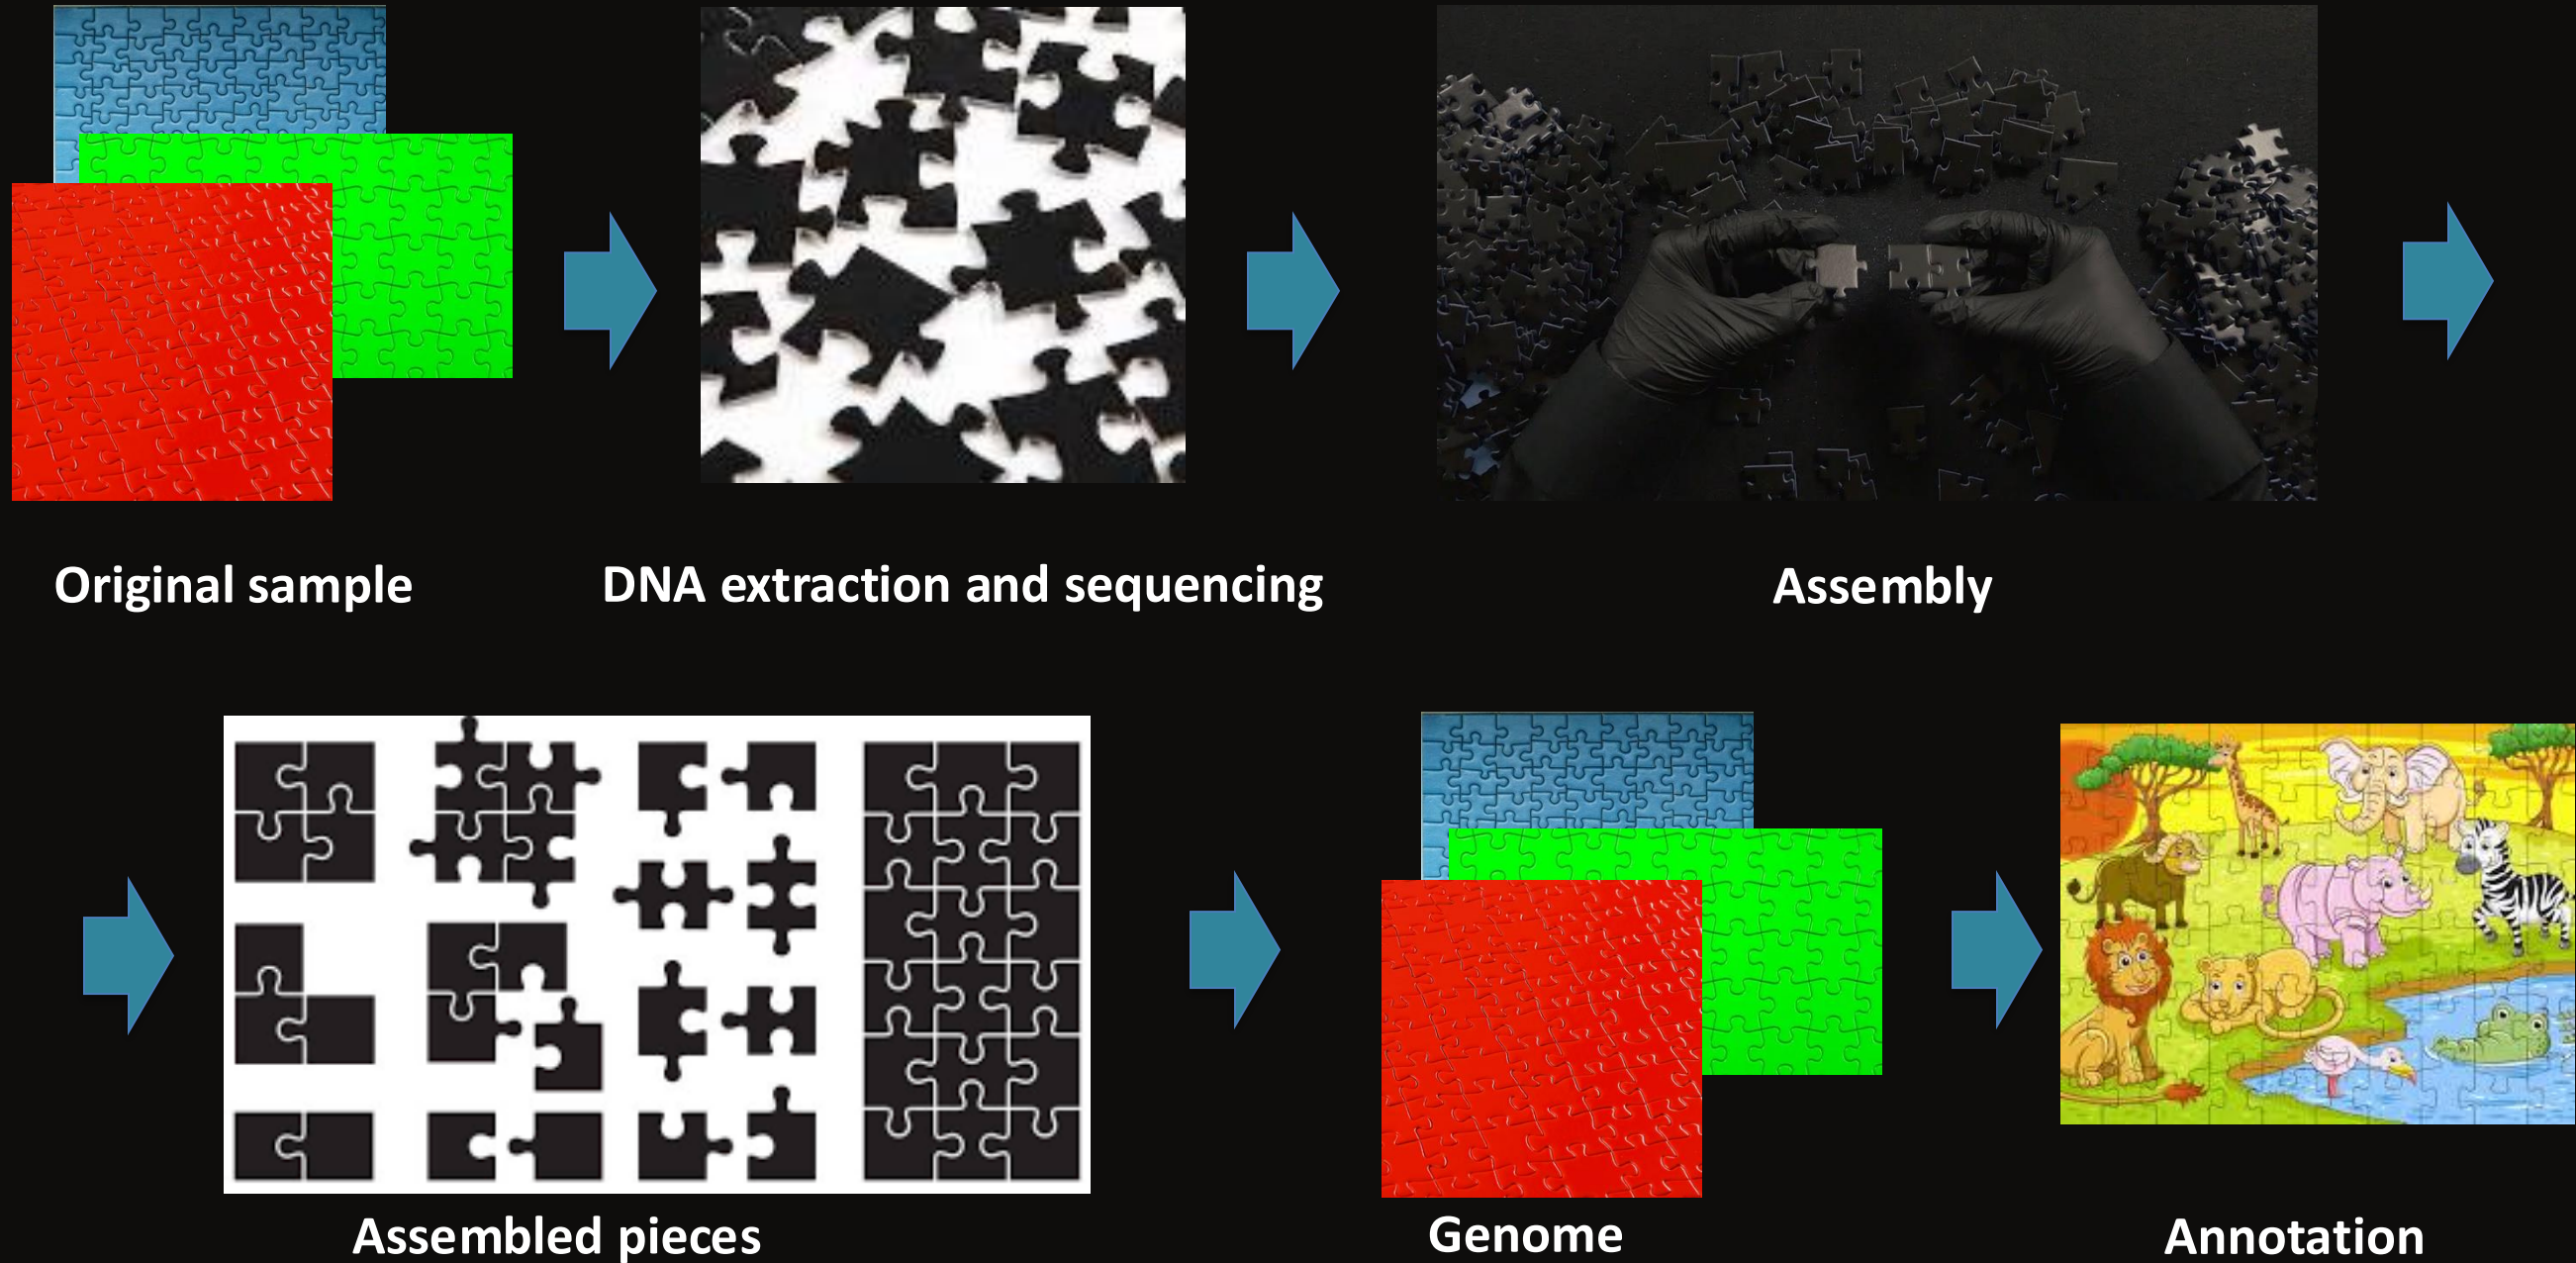 Original sample
DNA extraction and sequencing
Assembly
Assembled pieces
Genome
Annotation